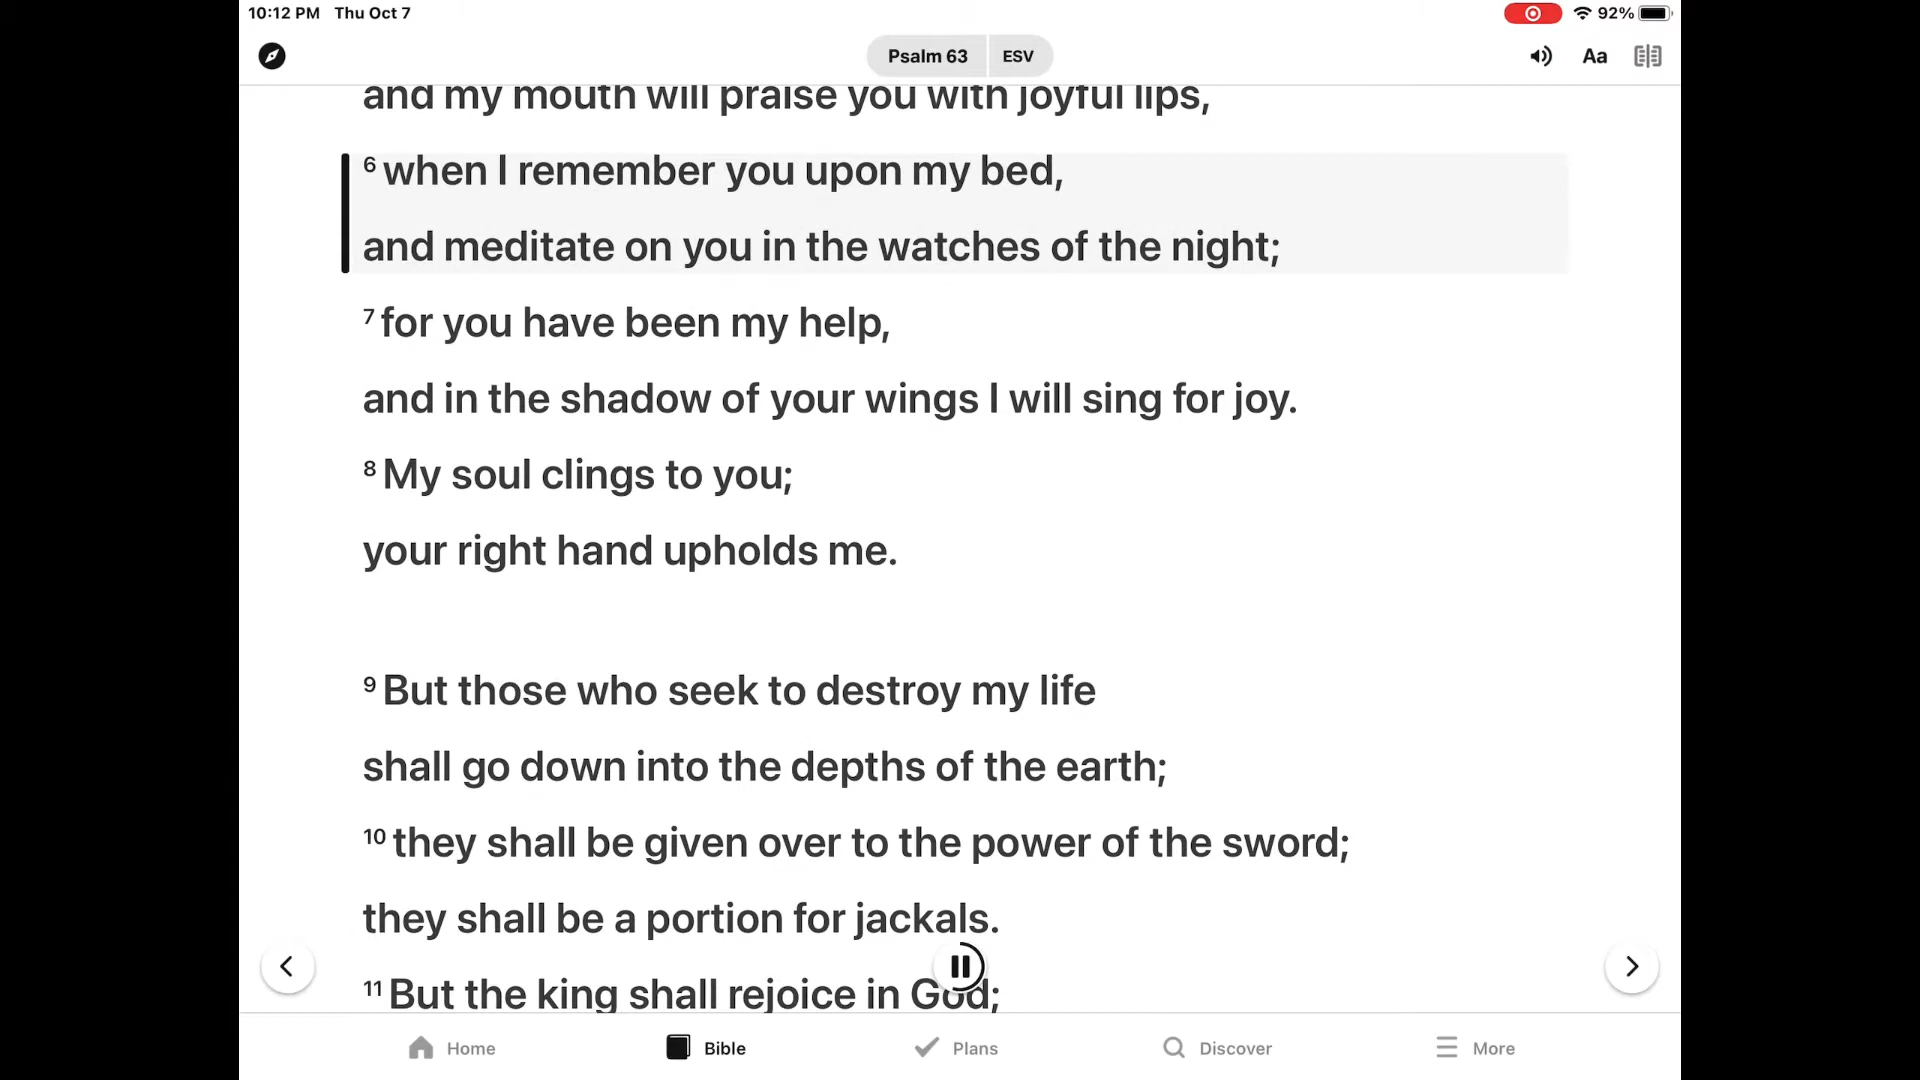 10:12 PM Thu Oct 7
92%
Psalm 63 ESV
Aa
and my mouth will praise you with joyful lips,
6 when I remember you upon my bed,
and meditate on you in the watches of the night;
7 for you have been my help,
and in the shadow of your wings I will sing for joy.
8 My soul clings to you;
your right hand upholds me.
9 But those who seek to destroy my life
shall go down into the depths of the earth;
10 they shall be given over to the power of the sword;
they shall be a portion for jackals.
11 But the king shall rejoice in God;
Home Bible Plans Discover More